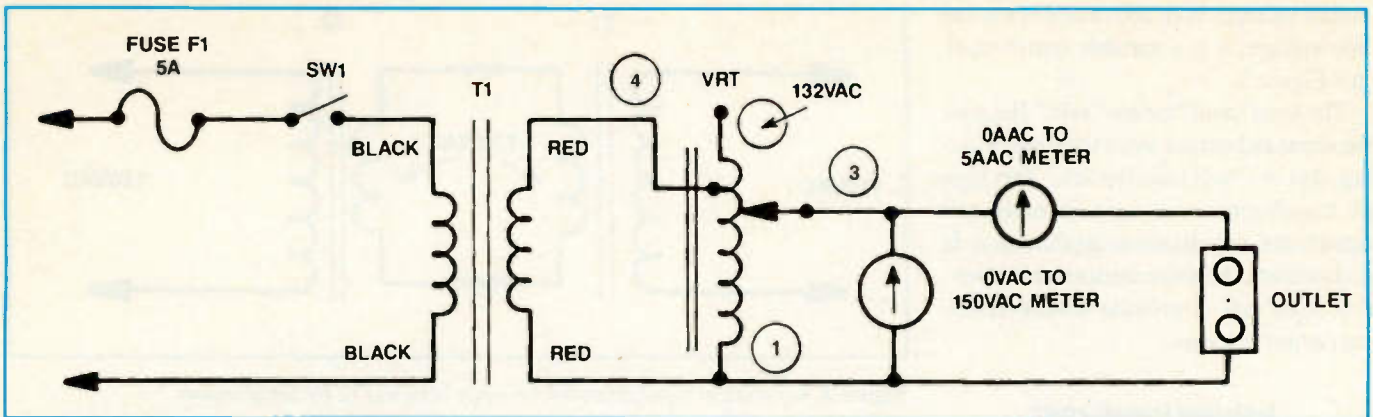 FUSE F1
5A
SW1
T1
4
VRT
132VAC
BLACK
RED
3
0AAC TO
5AAC METER
0VAC TO
150VAC METER
OUTLET
1
BLACK
RED